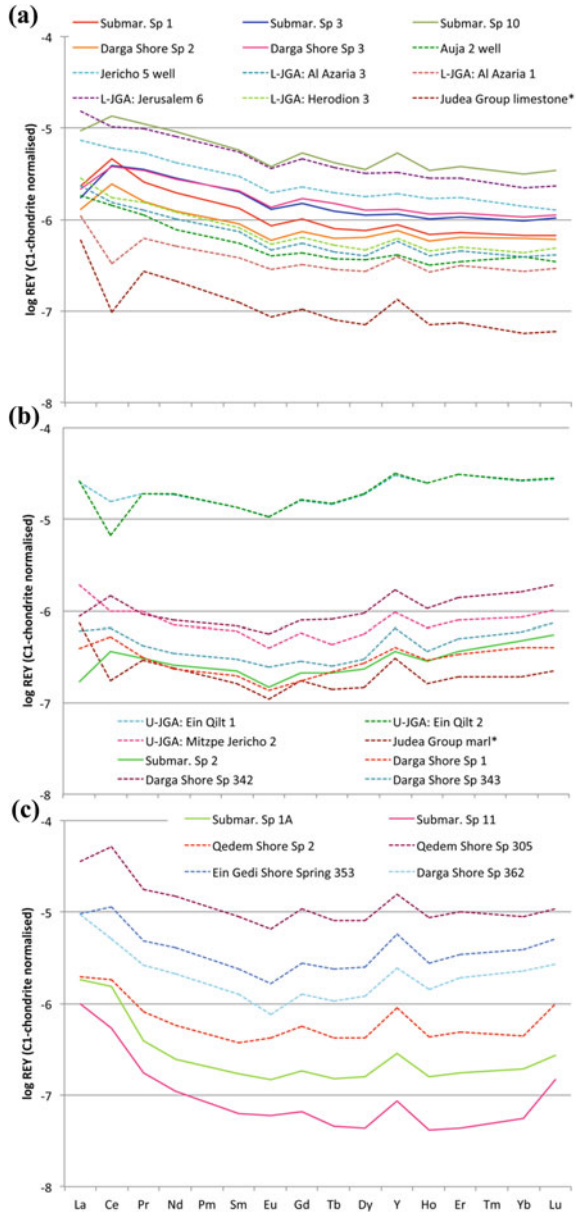 (a)
Submar. Sp 1 Submar. Sp 3 Submar. Sp 10
Darga Shore Sp 2 Darga Shore Sp 3 Auja 2 well
Jericho 5 well L-JGA: Al Azaria 3 L-JGA: Al Azaria 1
L-JGA: Jerusalem 6 L-JGA: Herodion 3 Judea Group limestone*
log REY (C1-chondrite normalised)
-4
-5
-6
-7
-8
(b)
log REY (C1-chondrite normalised)
-4
-5
-6
-7
-8
U-JGA: Ein Qilt 1 U-JGA: Ein Qilt 2
U-JGA: Mitzpe Jericho 2 Judea Group marl*
Submar. Sp 2 Darga Shore Sp 1
Darga Shore Sp 342 Darga Shore Sp 343
(c)
Submar. Sp 1A Submar. Sp 11
Qedem Shore Sp 2 Qedem Shore Sp 305
Ein Gedi Shore Spring 353 Darga Shore Sp 362
log REY (C1-chondrite normalised)
-4
-5
-6
-7
-8
La Ce Pr Nd Pm Sm Eu Gd Tb Dy Y Ho Er Tm Yb Lu